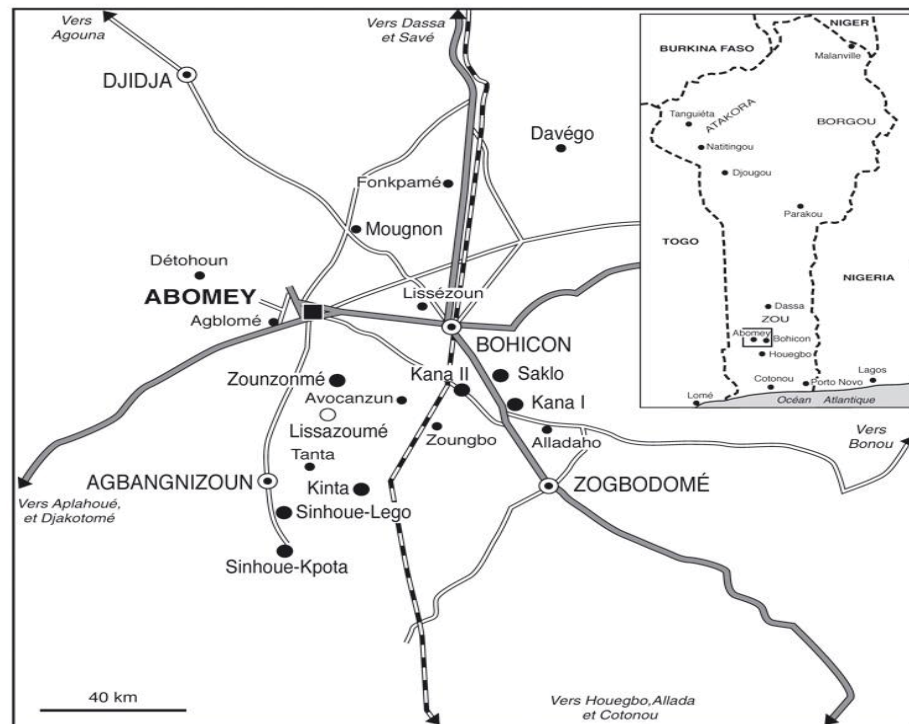 Vers
Agouna
Vers Dassa
et Savé
DJIDJA
Davégo
Fonkpamé
Mougnon
Détohoun
ABOMEY
Lissézoun
Agblomé
BOHICON
Zounzonmé
Kana II
Saklo
Avocanzun
Kana I
Lissazoumé
Zoungbo
Alladaho
Tanta
AGBANGNIZOUN
Kinta
ZOGBODOMÉ
Vers
Bonou
Vers Aplahoué,
et Djakotomé
Sinhoue-Lego
Sinhoue-Kpota
40 km
Vers Houegbo,Allada
et Cotonou
NIGER
BURKINA FASO
Malanville
Tanguiéta
ATAKORA
BORGOU
Natitingou
Djougou
Parakou
TOGO
NIGERIA
Dassa
ZOU
Abomey
Bohicon
Houegbo
Lagos
Cotonou
Porto Novo
Lomé
Océan Atlantique